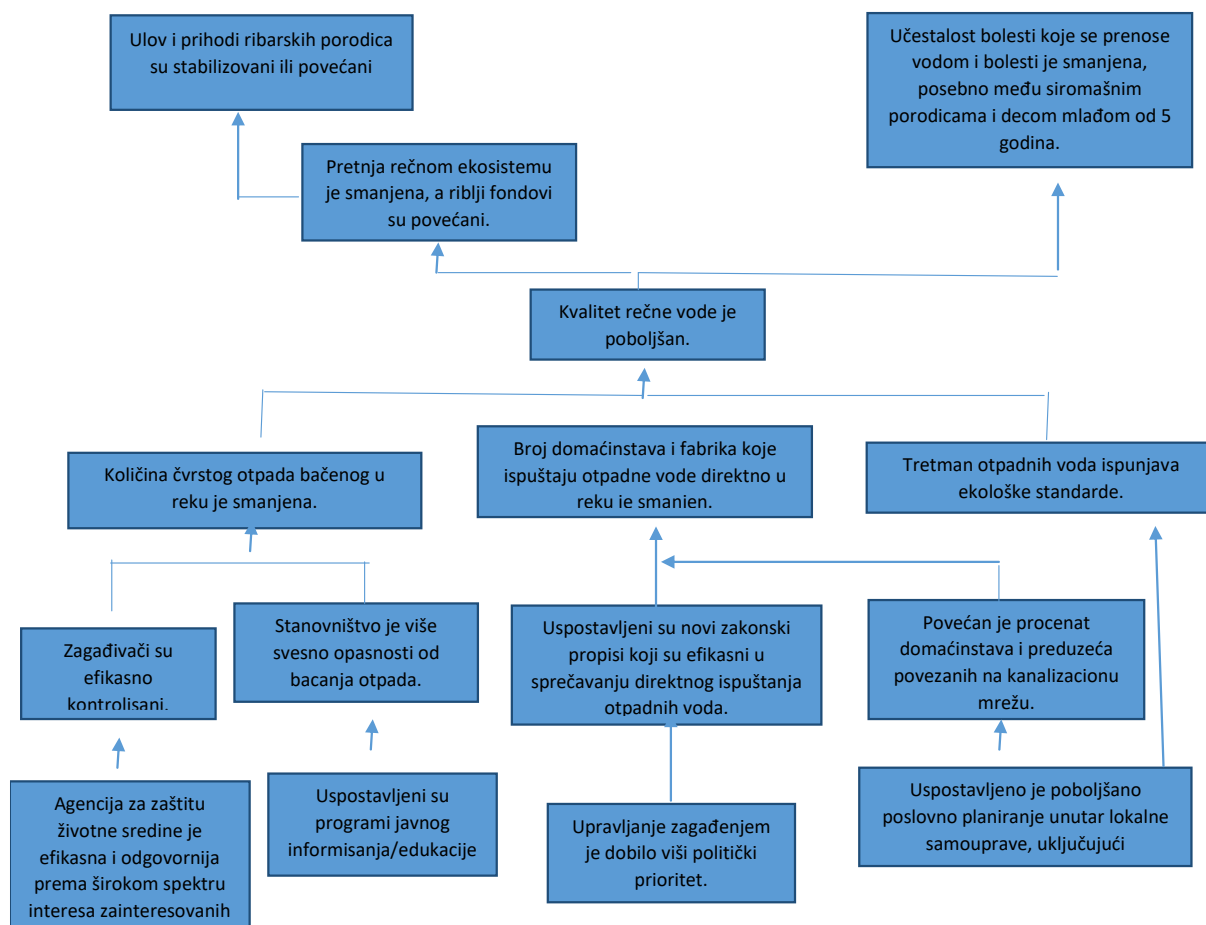 Ulov i prihodi ribarskih porodica
su stabilizovani ili povećani
Učestalost bolesti koje se prenose
vodom i bolesti je smanjena,
posebno među siromašnim
porodicama i decom mlađom od 5
godina.
Pretnja rečnom ekosistemu
je smanjena, a riblji fondovi
su povećani.
Kvalitet rečne vode je
poboljšan.
Količina čvrstog otpada bačenog u
reku je smanjena.
Broj domaćinstava i fabrika koje
ispuštaju otpadne vode direktno u
reku je smanjen.
Tretman otpadnih voda ispunjava
ekološke standarde.
Zagađivači su
efikasno
kontrolisani.
Stanovništvo je više
svesno opasnosti od
bacanja otpada.
Uspostavljeni su novi zakonski
propisi koji su efikasni u
sprečavanju direktnog ispuštanja
otpadnih voda.
Povećan je procenat
domaćinstava i preduzeća
povezanih na kanalizacionu
mrežu.
Agencija za zaštitu
životne sredine je
efikasna i odgovornija
prema širokom spektru
interesa zainteresovanih
Uspostavljeni su
programi javnog
informisanja/edukacije
Upravljanje zagađenjem
je dobilo viši politički
prioritet.
Uspostavljeno je poboljšano
poslovno planiranje unutar lokalne
samouprave, uključujući